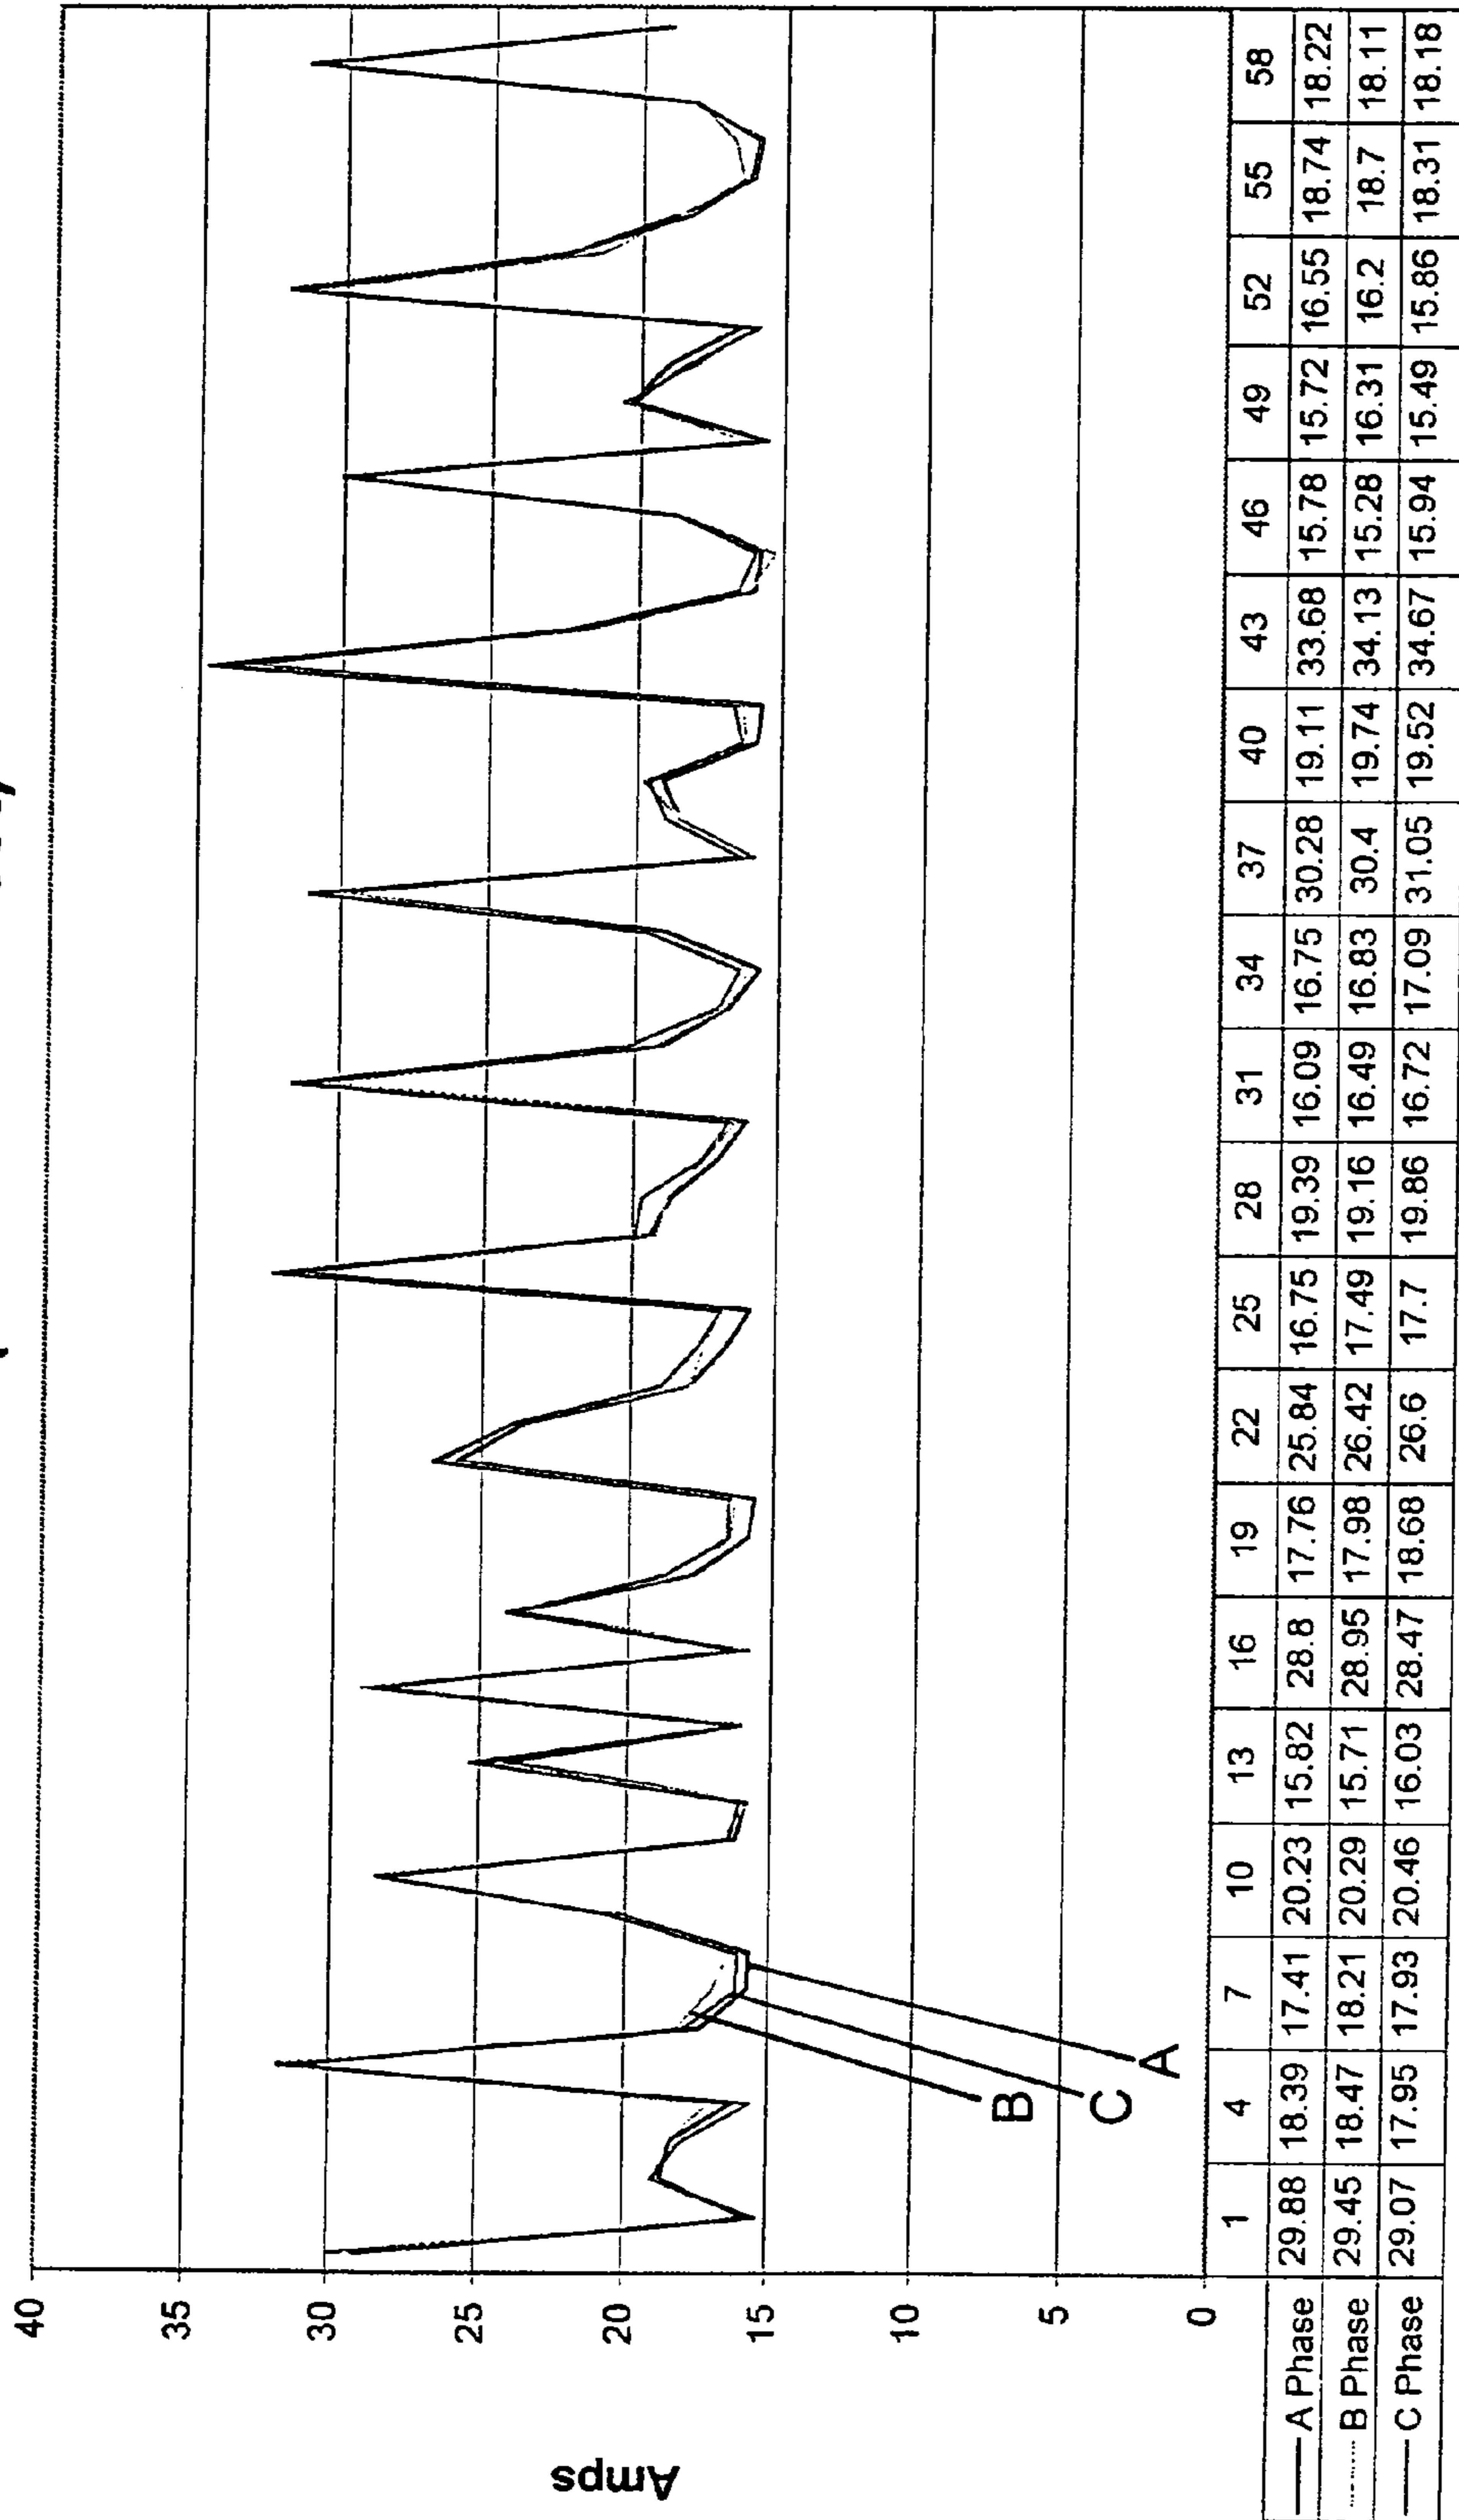 40
35
30
25
20
15
10
5
0
Amps
B
C
A
1 4 7 10 13 16 19 22 25 28 31 34 37 40 43 46 49 52 55 58
A Phase 29.88 18.39 17.41 20.23 15.82 28.8 17.76 25.84 16.75 19.39 16.09 16.75 30.28 19.11 33.68 15.78 15.72 16.55 18.74 18.22
B Phase 29.45 18.47 18.21 20.29 15.71 28.95 17.98 26.42 17.49 19.16 16.49 16.83 30.4 19.74 34.13 15.28 16.31 16.2 18.7 18.11
C Phase 29.07 17.95 17.93 20.46 16.03 28.47 18.68 26.6 17.7 19.86 16.72 17.09 31.05 19.52 34.67 15.94 15.49 15.86 18.31 18.18